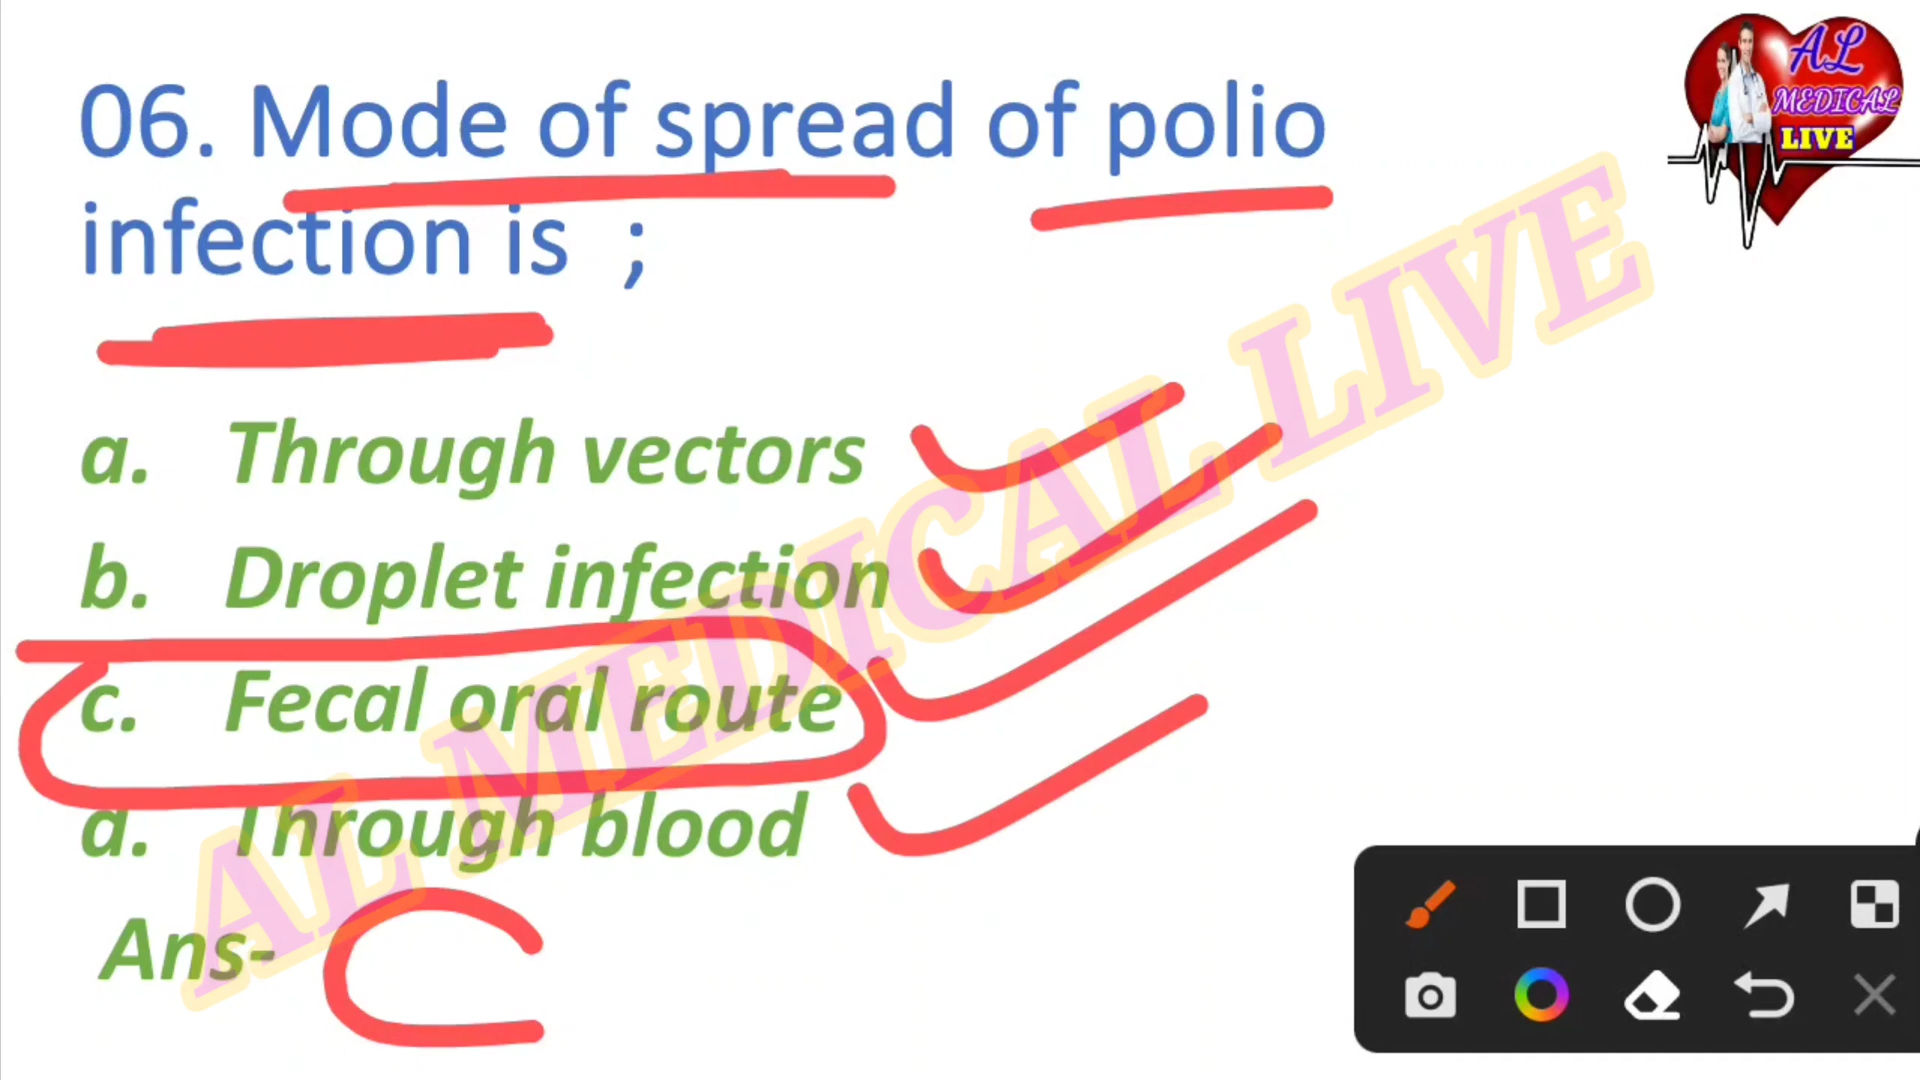 AL
MEDICAL
LIVE
06. Mode of spread of polio
infection is ;
a. Through vectors
b. Droplet infection
c. Fecal oral route
a. Through blood
Ans- C
AL MEDICAL LIVE